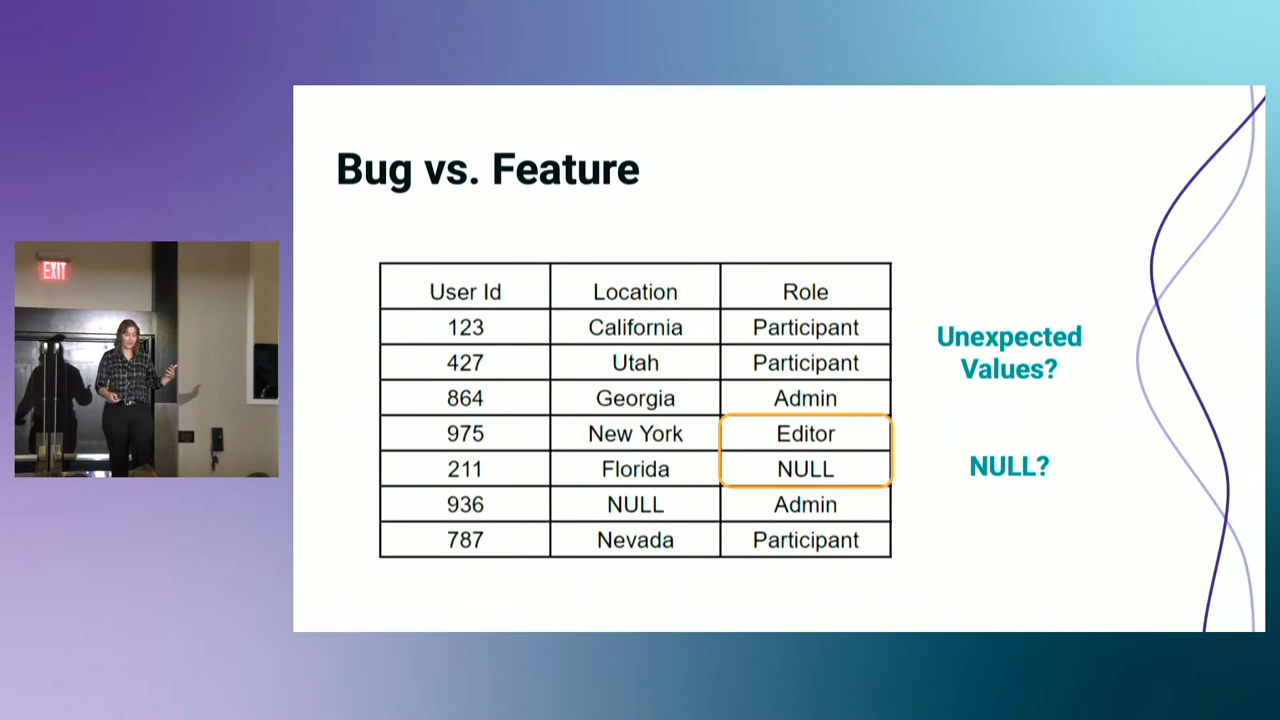 EXIT
Bug vs. Feature
User Id Location Role
123 California Participant
427 Utah Participant
864 Georgia Admin
975 New York Editor
211 Florida NULL
936 NULL Admin
787 Nevada Participant
Unexpected
Values?
NULL?